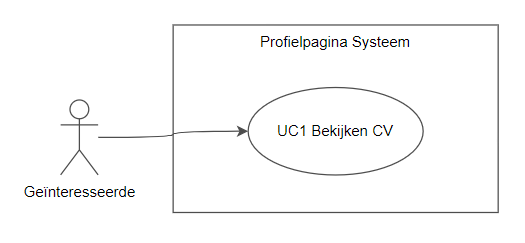 Profielpagina Systeem
UC1 Bekijken CV
Geïnteresseerde